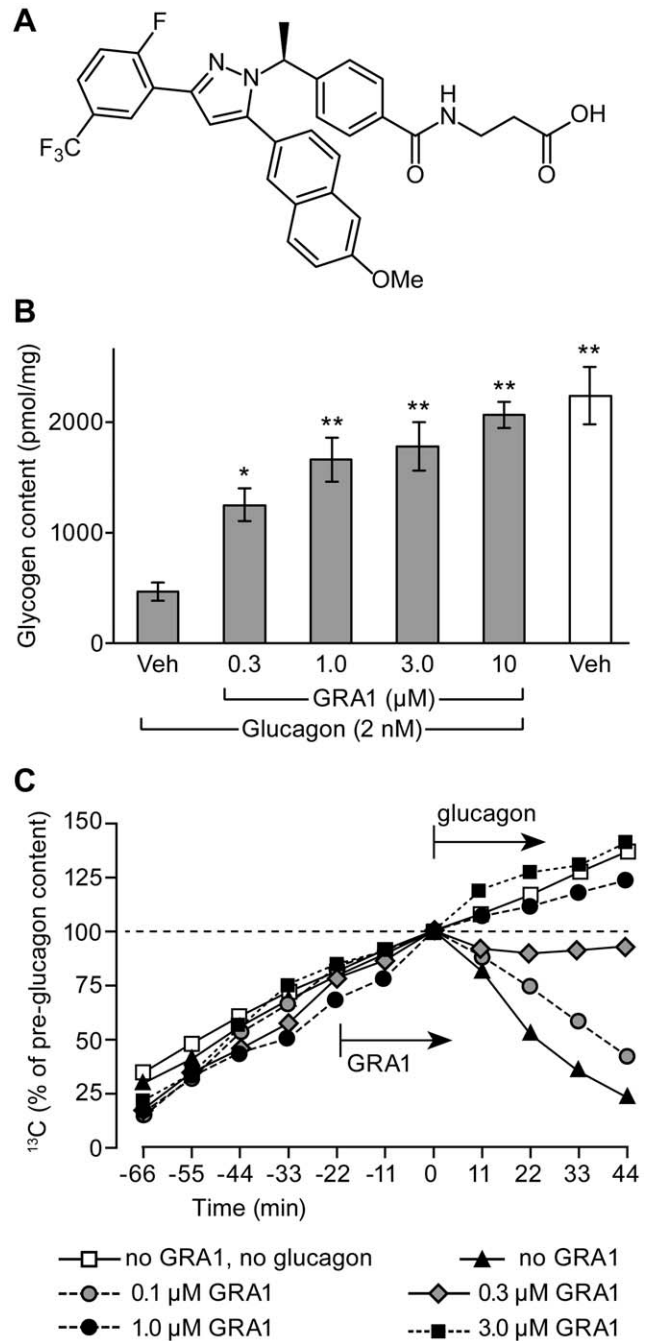 A
F
N
N
F₃C
OMe
H
N
O
O
OH
B
Glycogen content (pmol/mg)
2000
1000
0
*
**
**
**
**
Veh 0.3 1.0 3.0 10 Veh
GRA1 (µM)
Glucagon (2 nM)
C
¹³C (% of pre-glucagon content)
150
125
100
75
50
25
0
glucagon
GRA1
-66 -55 -44 -33 -22 -11 0 11 22 33 44
Time (min)
no GRA1, no glucagon no GRA1
0.1 µM GRA1 0.3 µM GRA1
1.0 µM GRA1 3.0 µM GRA1